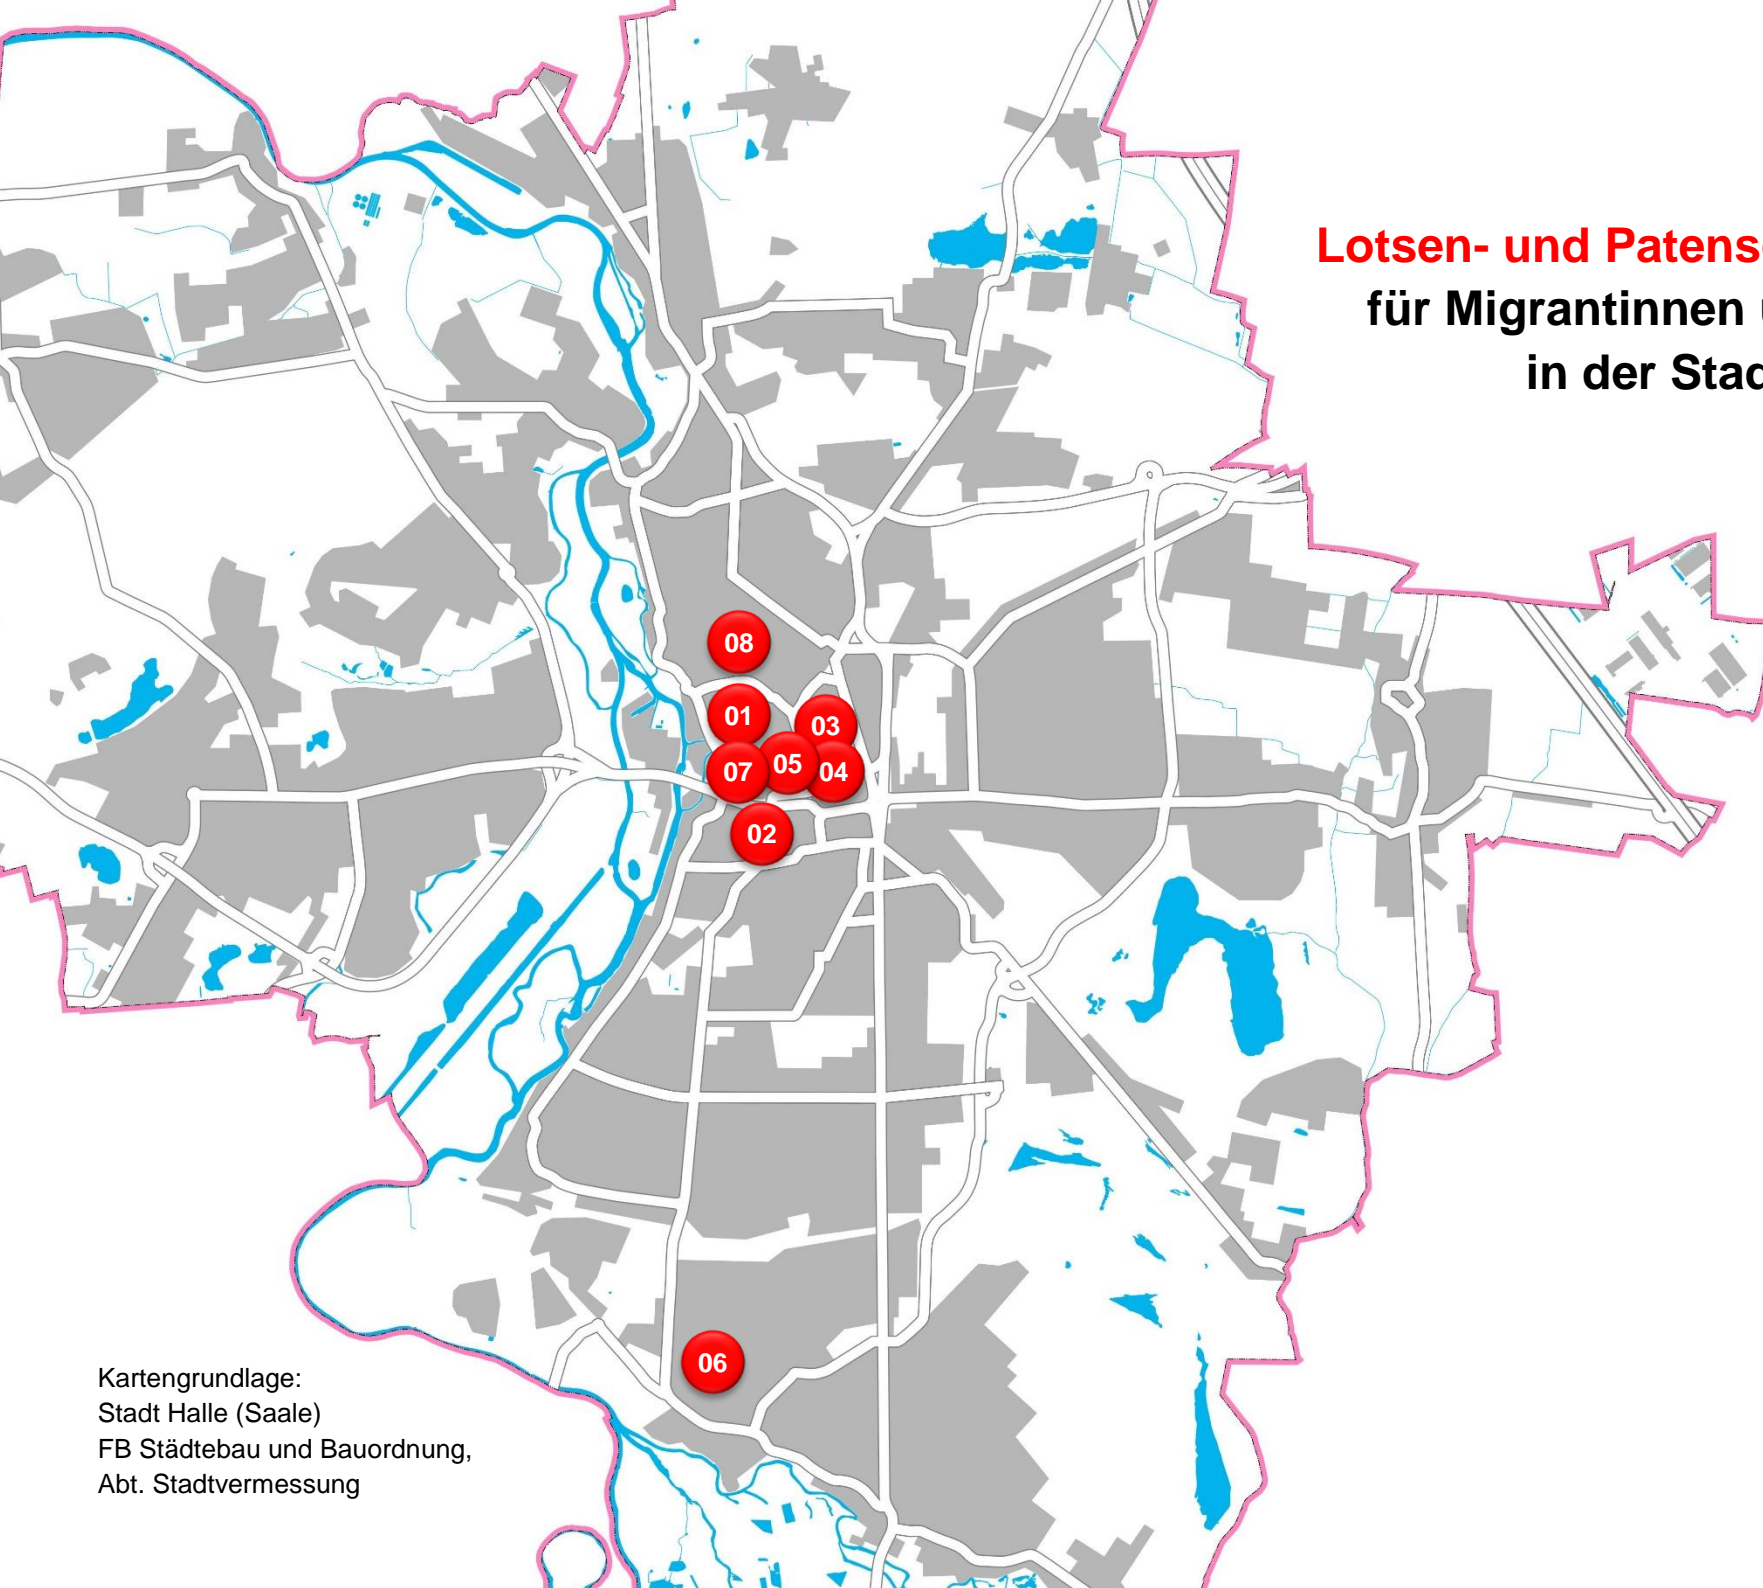 Lotsen- und Patens
für Migrantinnen
in der Stad
08
01
03
05
07
04
02
06
Kartengrundlage:
Stadt Halle (Saale)
FB Städtebau und Bauordnung,
Abt. Stadtvermessung